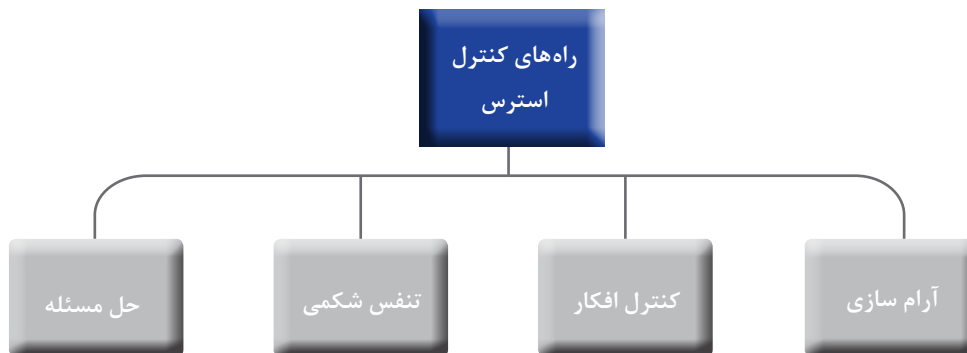 راه‌های کنترل
استرس
آرام سازی
کنترل افکار
تنفس شکمی
حل مسئله